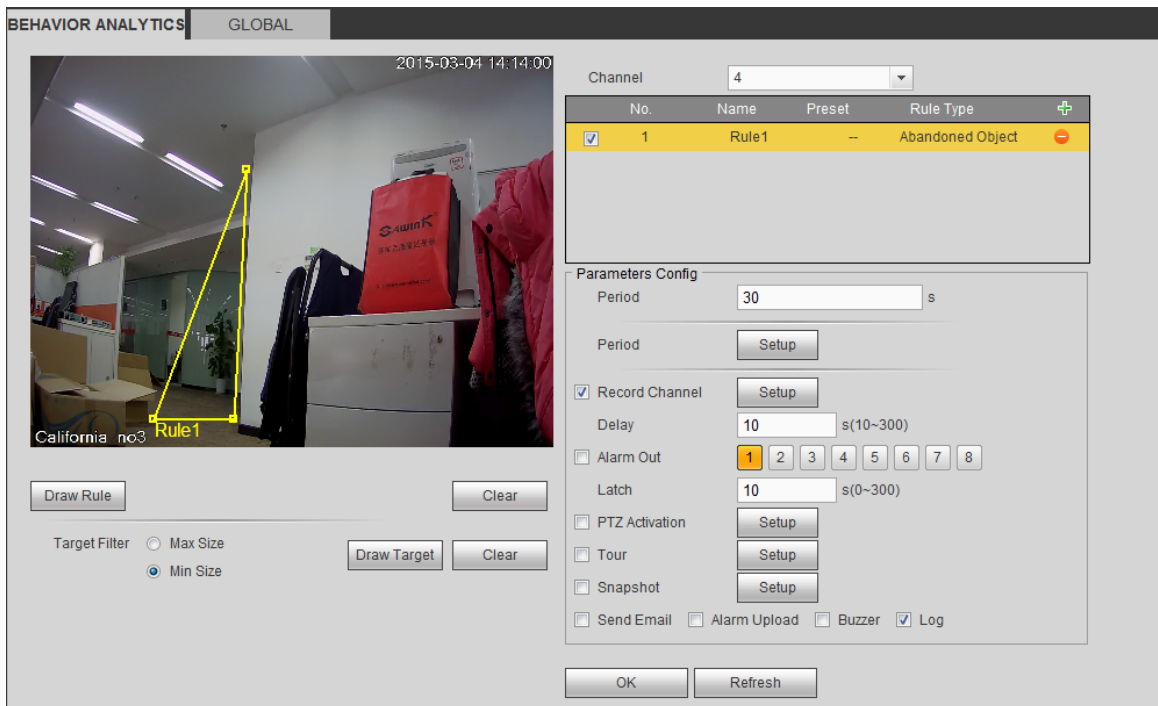 BEHAVIOR ANALYTICS GLOBAL
2015-03-04 14:14:00
SAWINK
California no3 Rule1
Draw Rule Clear
Target Filter Max Size
Min Size
Draw Target Clear
Channel 4
No. Name Preset Rule Type
1 Rule1 -- Abandoned Object
Parameters Config
Period 30 s
Period Setup
Record Channel Setup
Delay 10 s(10~300)
Alarm Out 1 2 3 4 5 6 7 8
Latch 10 s(0~300)
PTZ Activation Setup
Tour Setup
Snapshot Setup
Send Email Alarm Upload Buzzer Log
OK Refresh